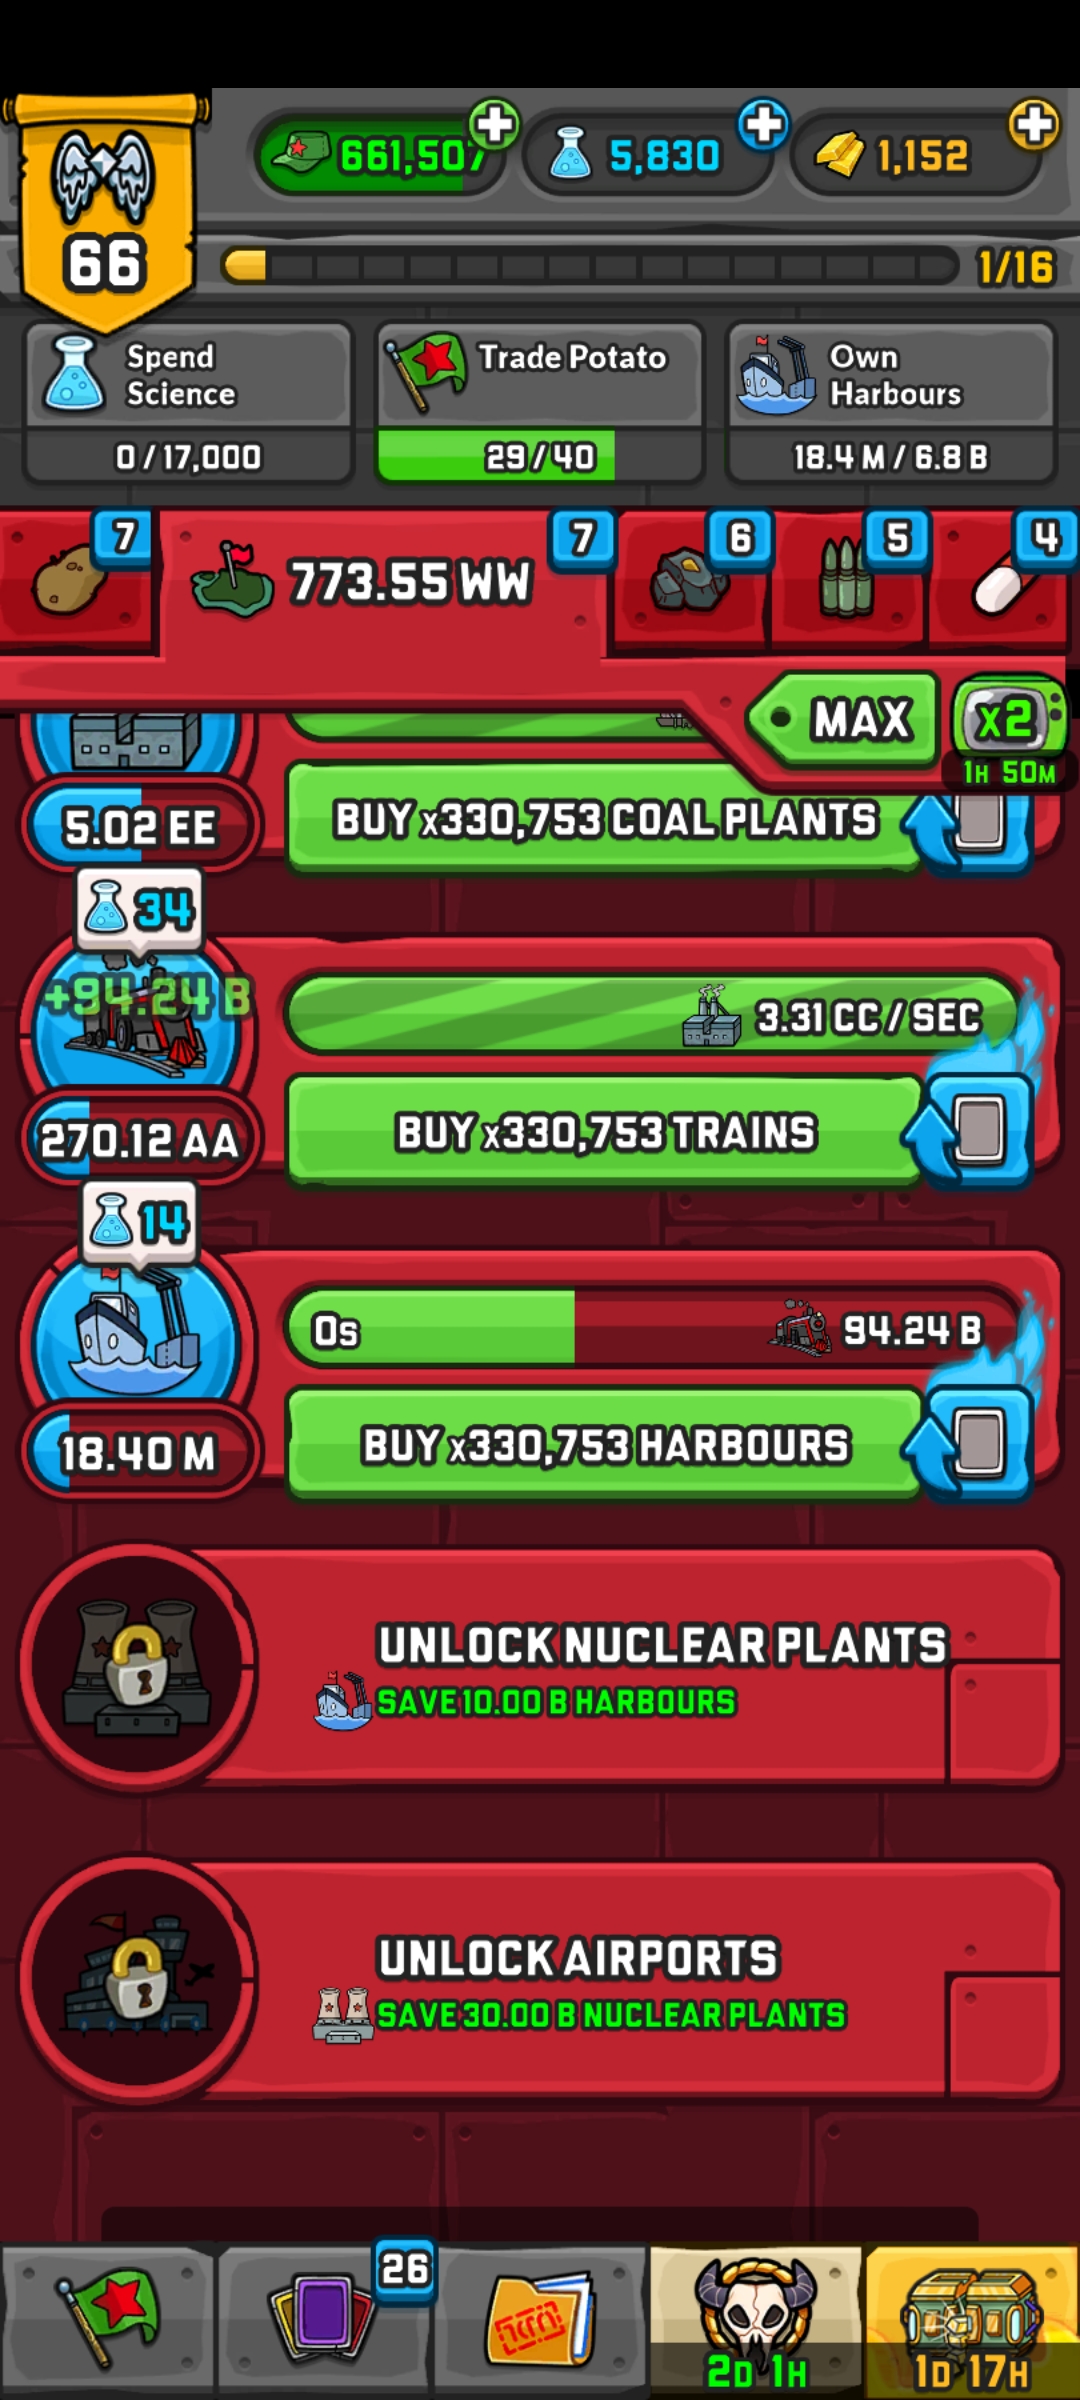 661,507
5,830
1,152
66
1/16
Spend
Science
0/17,000
Trade Potato
29/40
Own
Harbours
18.4 M / 6.8 B
7
773.55 WW
7
6
5
4
MAX
x2
1H 50M
5.02 EE
BUY x330,753 COAL PLANTS
34
+94.24 B
3.31 CC / SEC
270.12 AA
BUY x330,753 TRAINS
14
0s
94.24 B
18.40 M
BUY x330,753 HARBOURS
UNLOCK NUCLEAR PLANTS
SAVE 10.00 B HARBOURS
UNLOCK AIRPORTS
SAVE 30.00 B NUCLEAR PLANTS
26
2D 1H
1D 17H